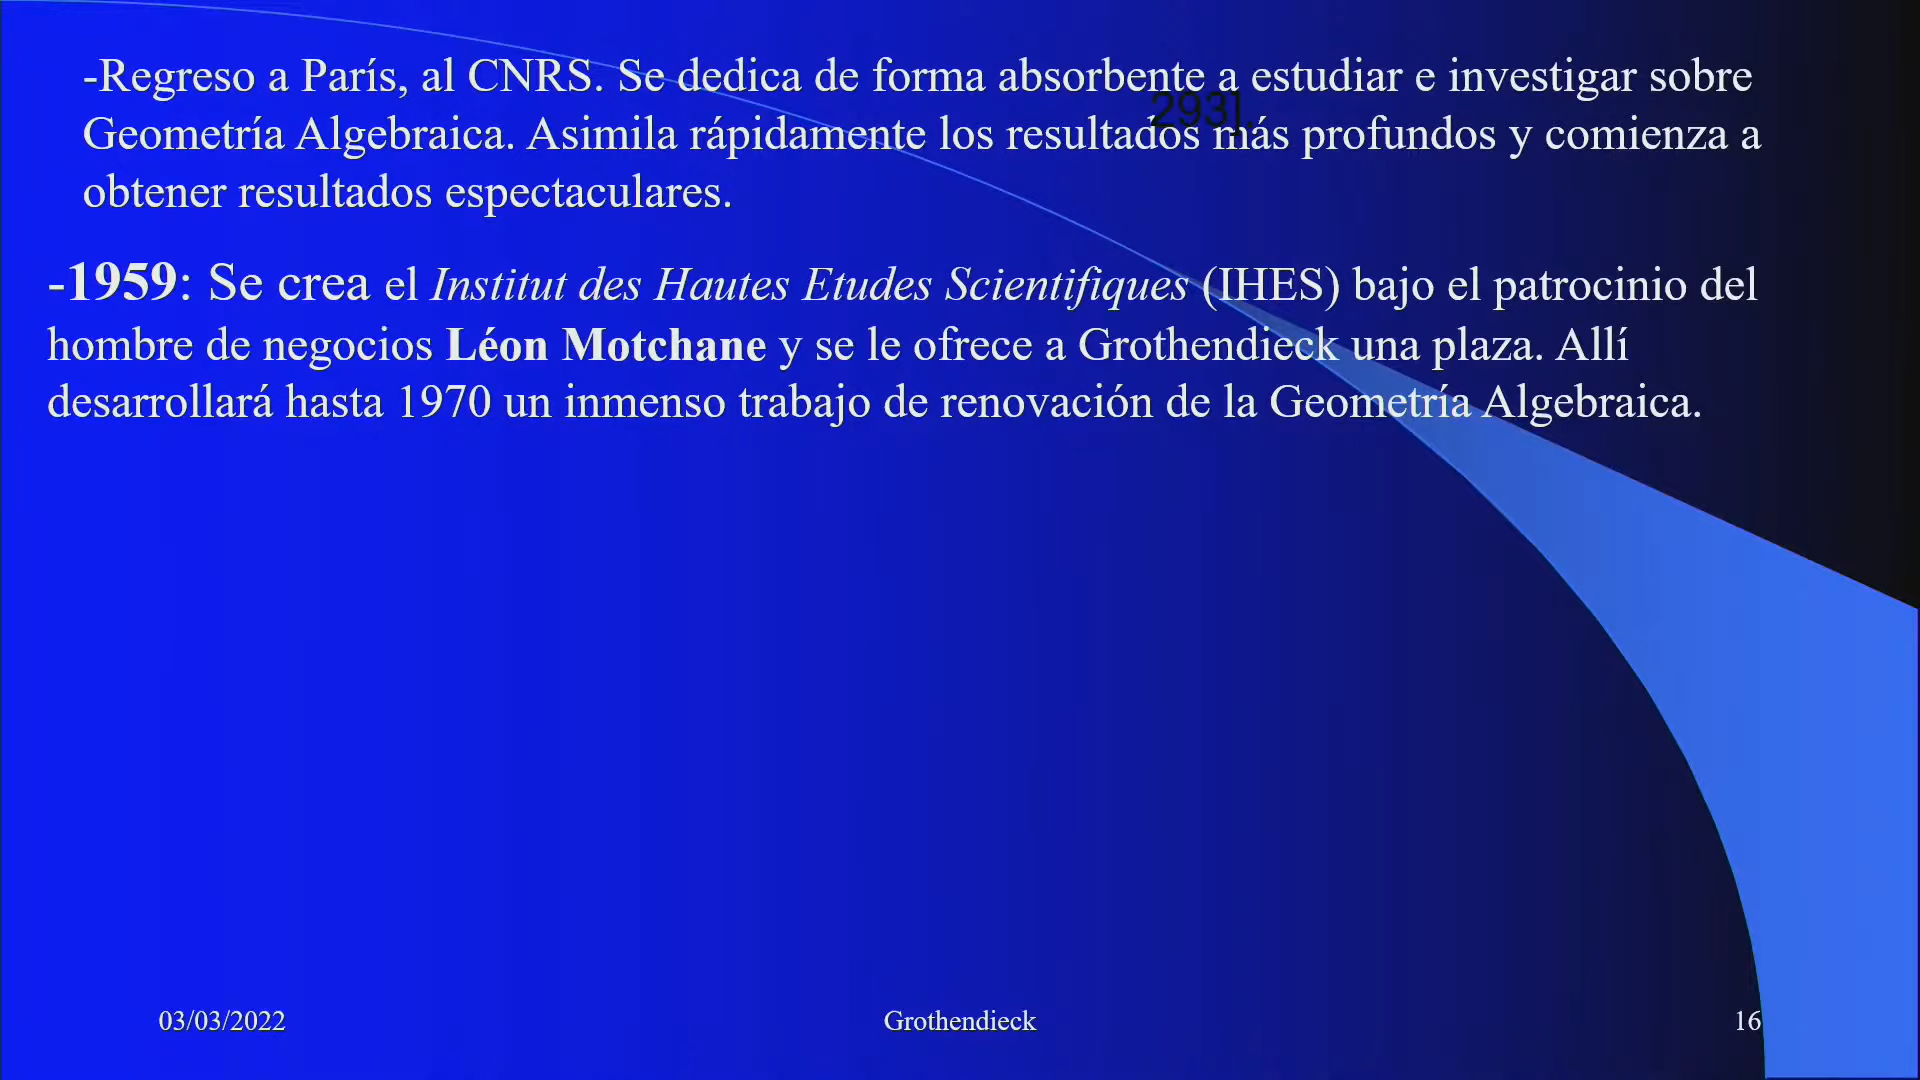 -Regreso a París, al CNRS. Se dedica de forma absorbente a estudiar e investigar sobre
293].
Geometría Algebraica. Asimila rápidamente los resultados más profundos y comienza a
obtener resultados espectaculares.
-1959: Se crea el Institut des Hautes Etudes Scientifiques (IHES) bajo el patrocinio del
hombre de negocios Léon Motchane y se le ofrece a Grothendieck una plaza. Allí
desarrollará hasta 1970 un inmenso trabajo de renovación de la Geometría Algebraica.
03/03/2022
Grothendieck
16